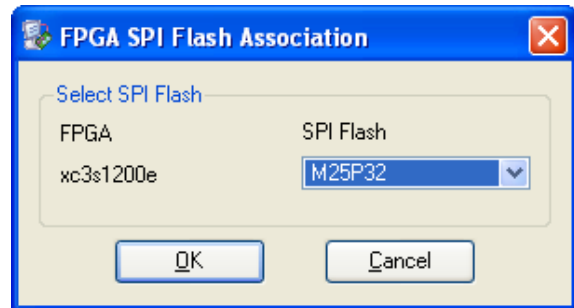 FPGA SPI Flash Association
Select SPI Flash
FPGA SPI Flash
xc3s1200e M25P32
OK Cancel